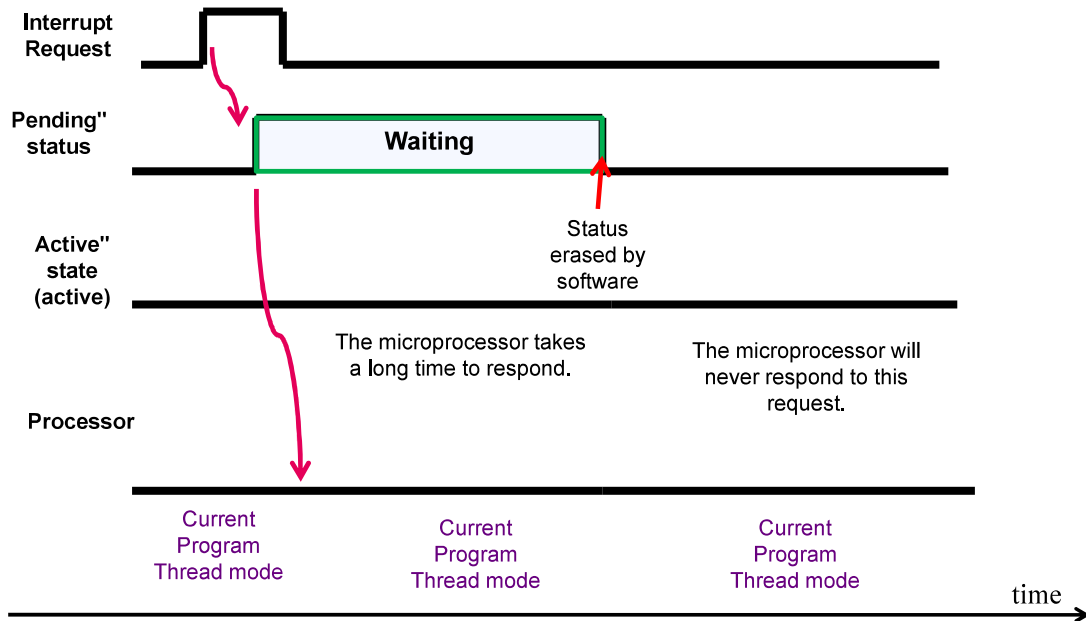 Interrupt
Request
Pending"
status
Waiting
Status
erased by
software
Active"
state
(active)
The microprocessor takes
a long time to respond.
The microprocessor will
never respond to this
request.
Processor
Current
Program
Thread mode
Current
Program
Thread mode
Current
Program
Thread mode
time